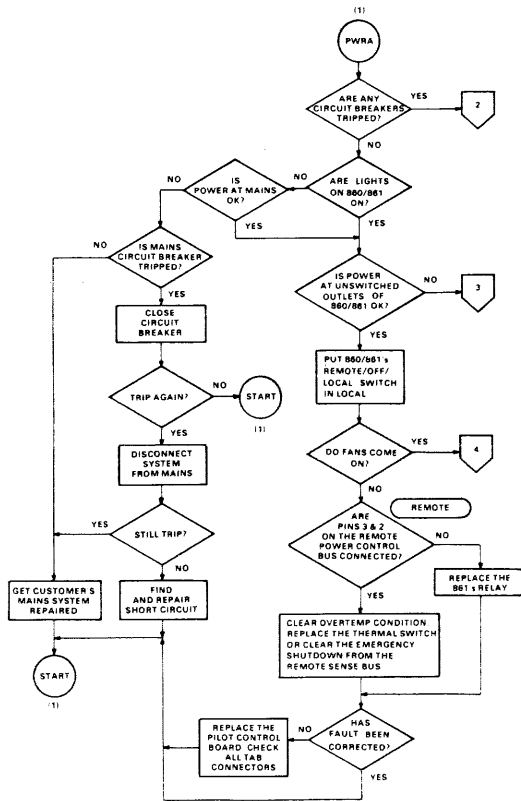 (1)
PWRA
ARE ANY
CIRCUIT BREAKERS
TRIPPED?
YES
2
NO
IS
POWER AT MAINS
OK?
NO
NO
ARE LIGHTS
ON 860/861
ON?
YES
YES
NO
IS MAINS
CIRCUIT BREAKER
TRIPPED?
YES
CLOSE
CIRCUIT
BREAKER
IS POWER
AT UNSWITCHED
OUTLETS OF
860/861 OK?
NO
3
YES
PUT 860/861's
REMOTE/OFF/
LOCAL SWITCH
IN LOCAL
TRIP AGAIN?
NO
START
(1)
YES
DISCONNECT
SYSTEM
FROM MAINS
DO FANS COME
ON?
YES
4
NO
REMOTE
STILL TRIP?
YES
NO
ARE
PINS 3 & 2
ON THE REMOTE
POWER CONTROL
BUS CONNECTED?
NO
YES
REPLACE THE
861's RELAY
GET CUSTOMER'S
MAINS SYSTEM
REPAIRED
FIND
AND REPAIR
SHORT CIRCUIT
CLEAR OVERTEMP CONDITION
REPLACE THE THERMAL SWITCH
OR CLEAR THE EMERGENCY
SHUTDOWN FROM THE
REMOTE SENSE BUS
START
(1)
REPLACE THE
PILOT CONTROL
BOARD CHECK
ALL TAB
CONNECTORS
NO
HAS
FAULT BEEN
CORRECTED?
YES